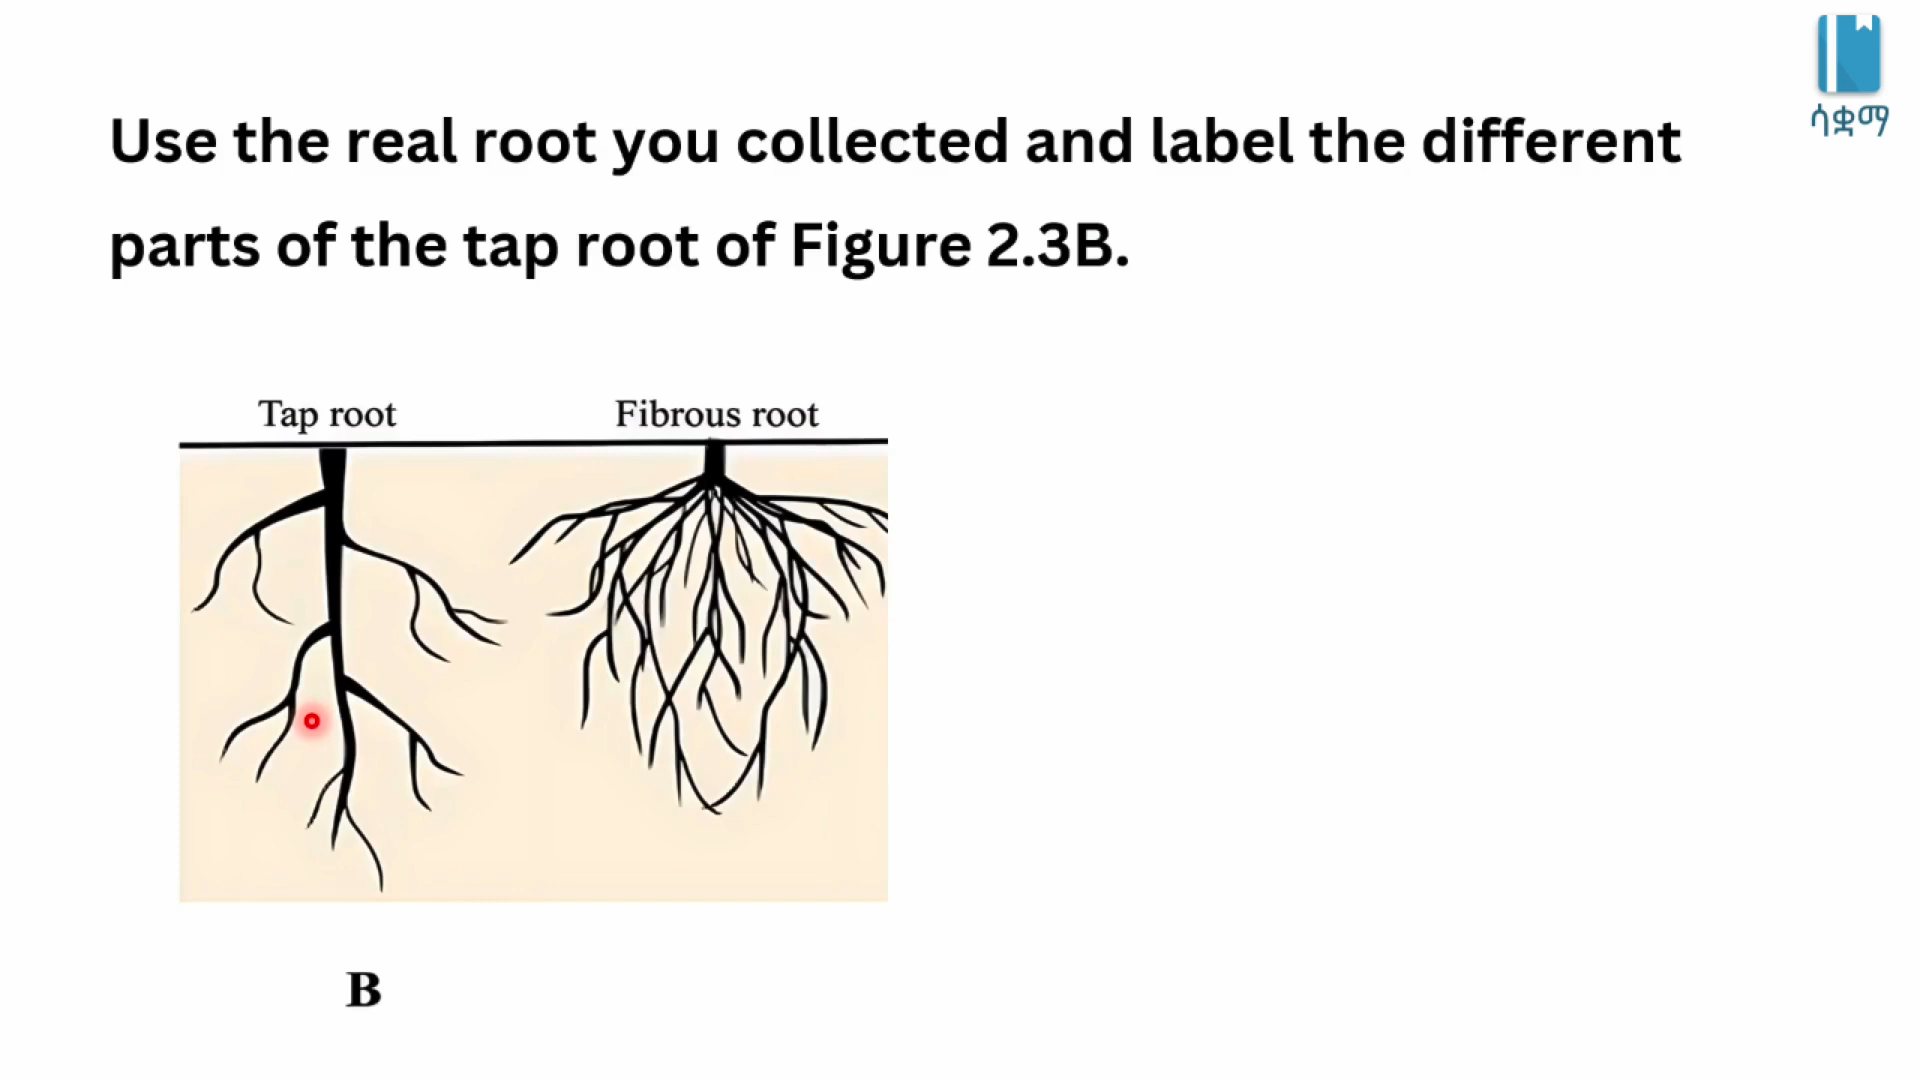 ሳቋማ
Use the real root you collected and label the different
parts of the tap root of Figure 2.3B.
Tap root
Fibrous root
B